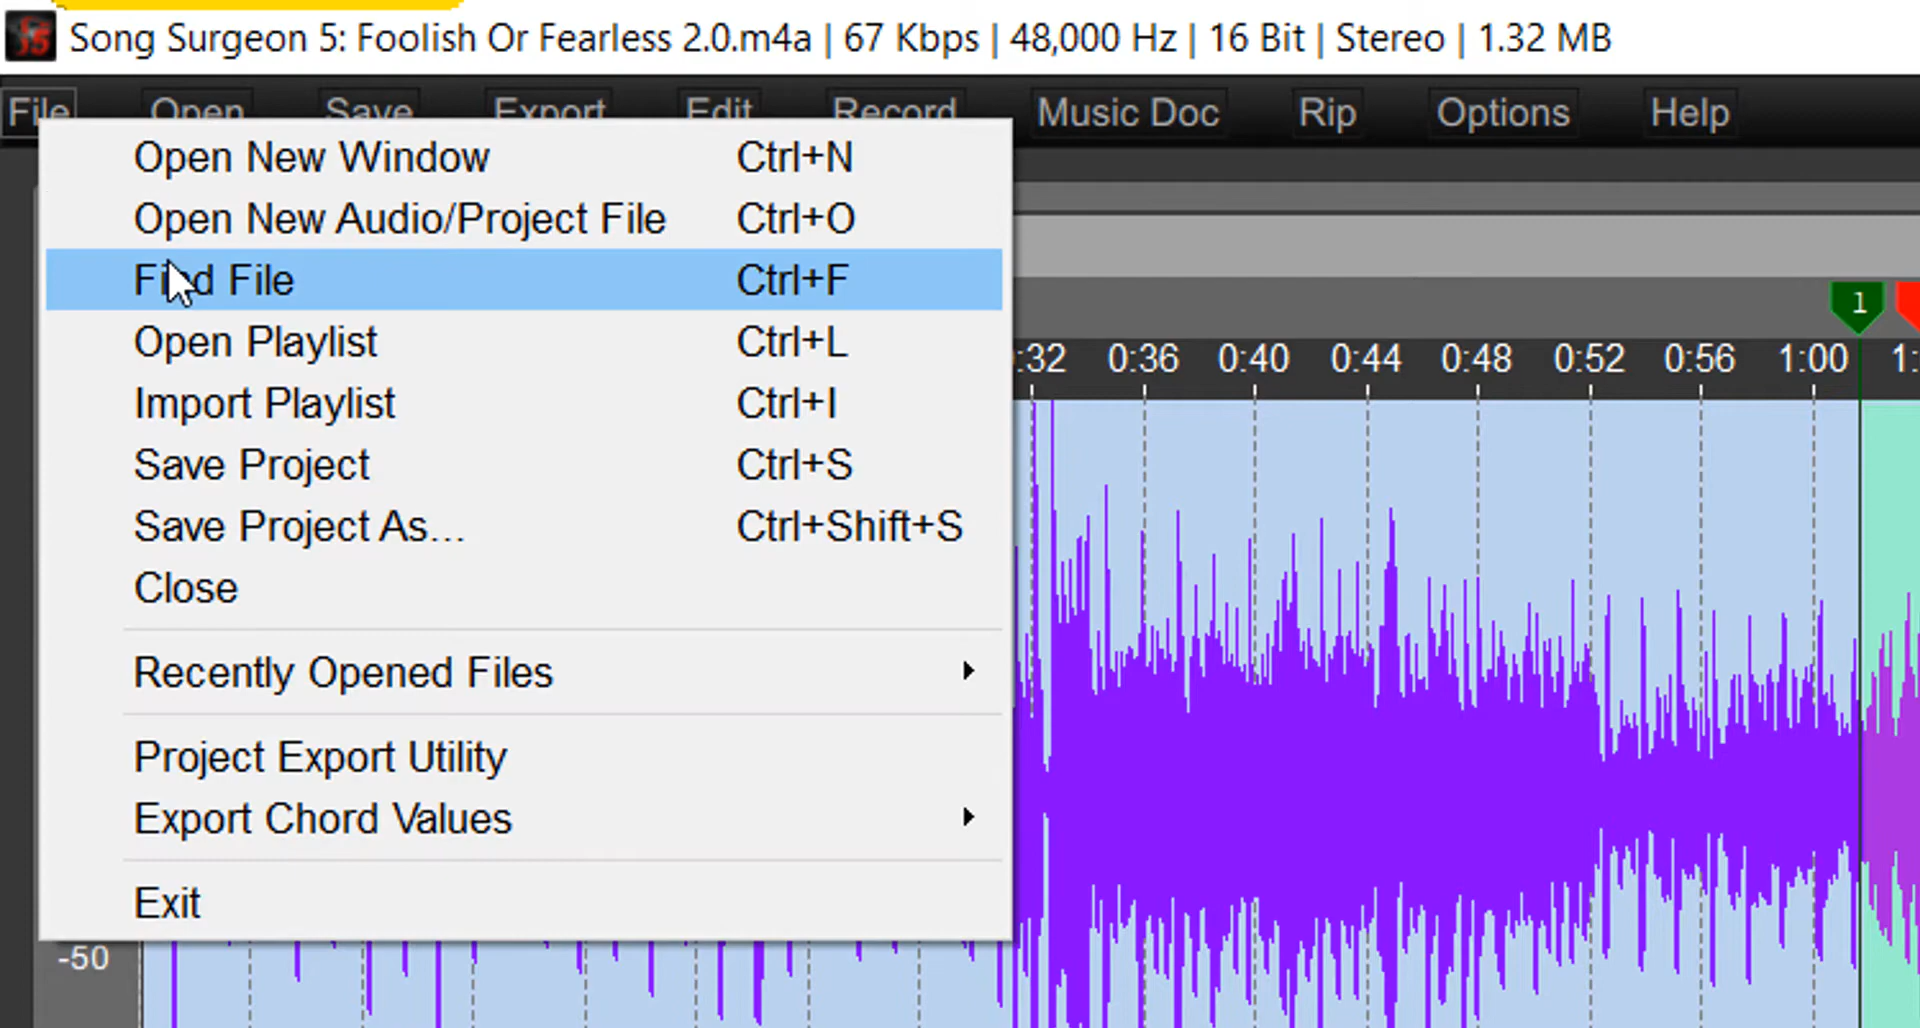 Song Surgeon 5: Foolish Or Fearless 2.0.m4a | 67 Kbps | 48,000 Hz | 16 Bit | Stereo | 1.32 MB
File Open Save Export Edit Record Music Doc Rip Options Help
Open New Window Ctrl+N
Open New Audio/Project File Ctrl+O
Find File Ctrl+F
Open Playlist Ctrl+L
Import Playlist Ctrl+I
Save Project Ctrl+S
Save Project As... Ctrl+Shift+S
Close
Recently Opened Files
Project Export Utility
Export Chord Values
Exit
1
:32 0:36 0:40 0:44 0:48 0:52 0:56 1:00 1:
-50